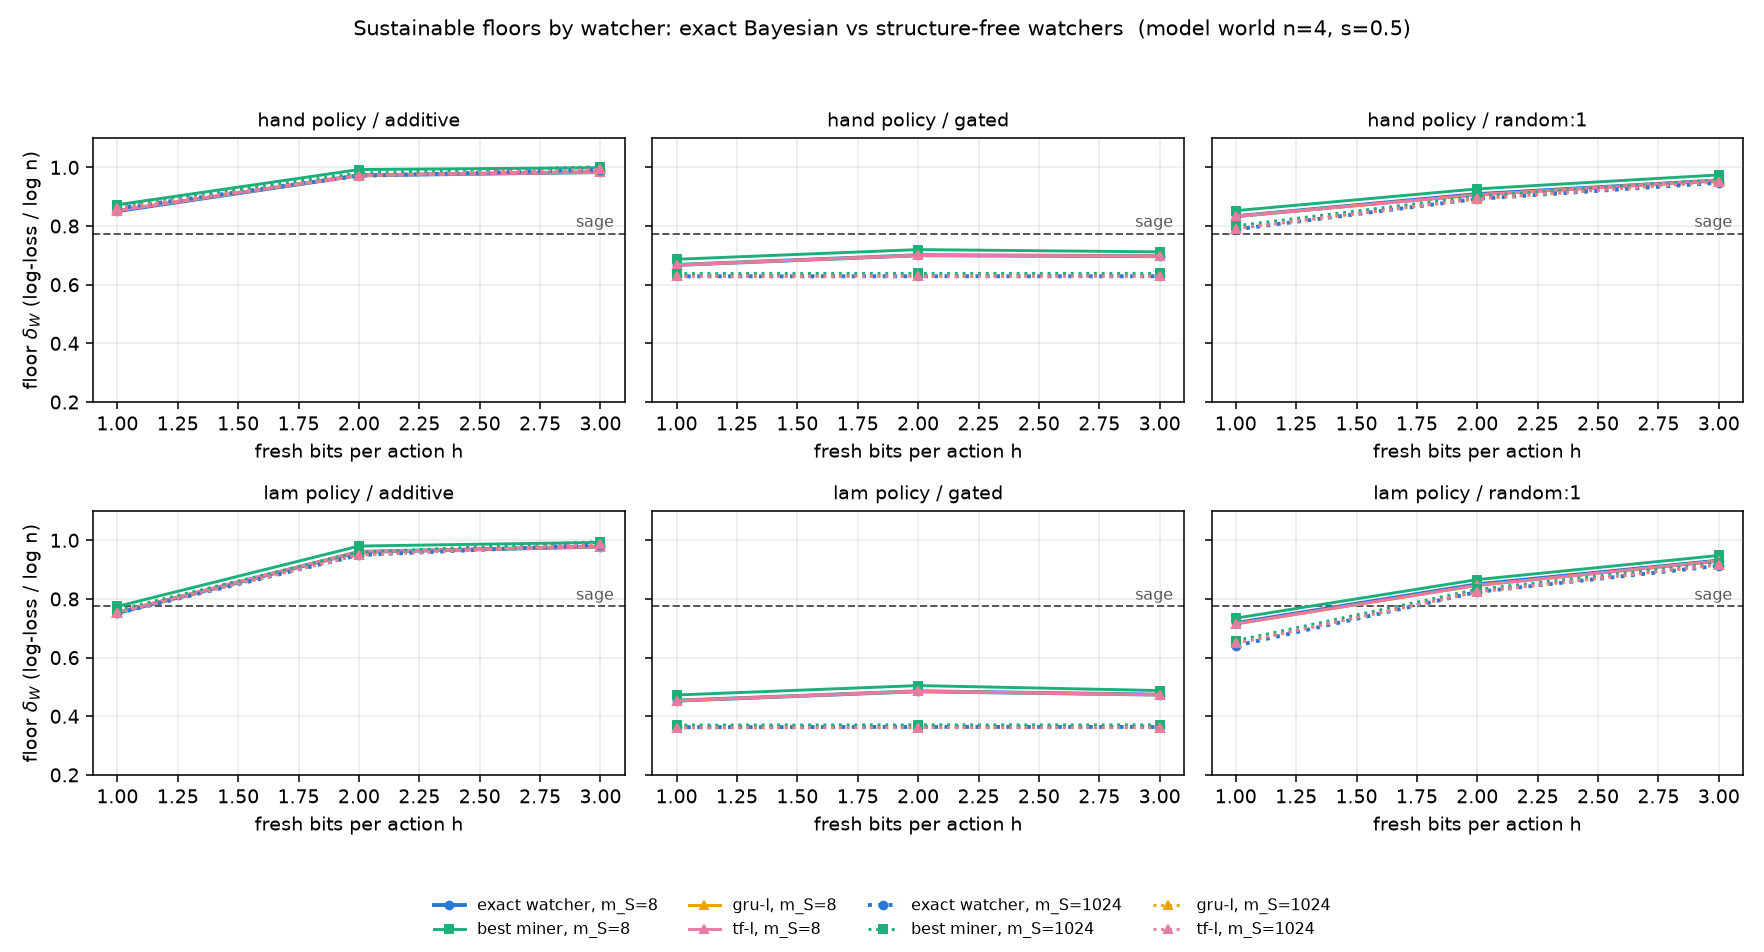 Sustainable floors by watcher: exact Bayesian vs structure-free watchers (model world n=4, s=0.5)
hand policy / additive
hand policy / gated
hand policy / random:1
floor δ_W (log-loss / log n)
1.0
0.8
0.6
0.4
0.2
sage
sage
sage
1.00 1.25 1.50 1.75 2.00 2.25 2.50 2.75 3.00
1.00 1.25 1.50 1.75 2.00 2.25 2.50 2.75 3.00
1.00 1.25 1.50 1.75 2.00 2.25 2.50 2.75 3.00
fresh bits per action h
fresh bits per action h
fresh bits per action h
lam policy / additive
lam policy / gated
lam policy / random:1
floor δ_W (log-loss / log n)
1.0
0.8
0.6
0.4
0.2
sage
sage
sage
1.00 1.25 1.50 1.75 2.00 2.25 2.50 2.75 3.00
1.00 1.25 1.50 1.75 2.00 2.25 2.50 2.75 3.00
1.00 1.25 1.50 1.75 2.00 2.25 2.50 2.75 3.00
fresh bits per action h
fresh bits per action h
fresh bits per action h
exact watcher, m_S=8
best miner, m_S=8
gru-l, m_S=8
tf-l, m_S=8
exact watcher, m_S=1024
best miner, m_S=1024
gru-l, m_S=1024
tf-l, m_S=1024